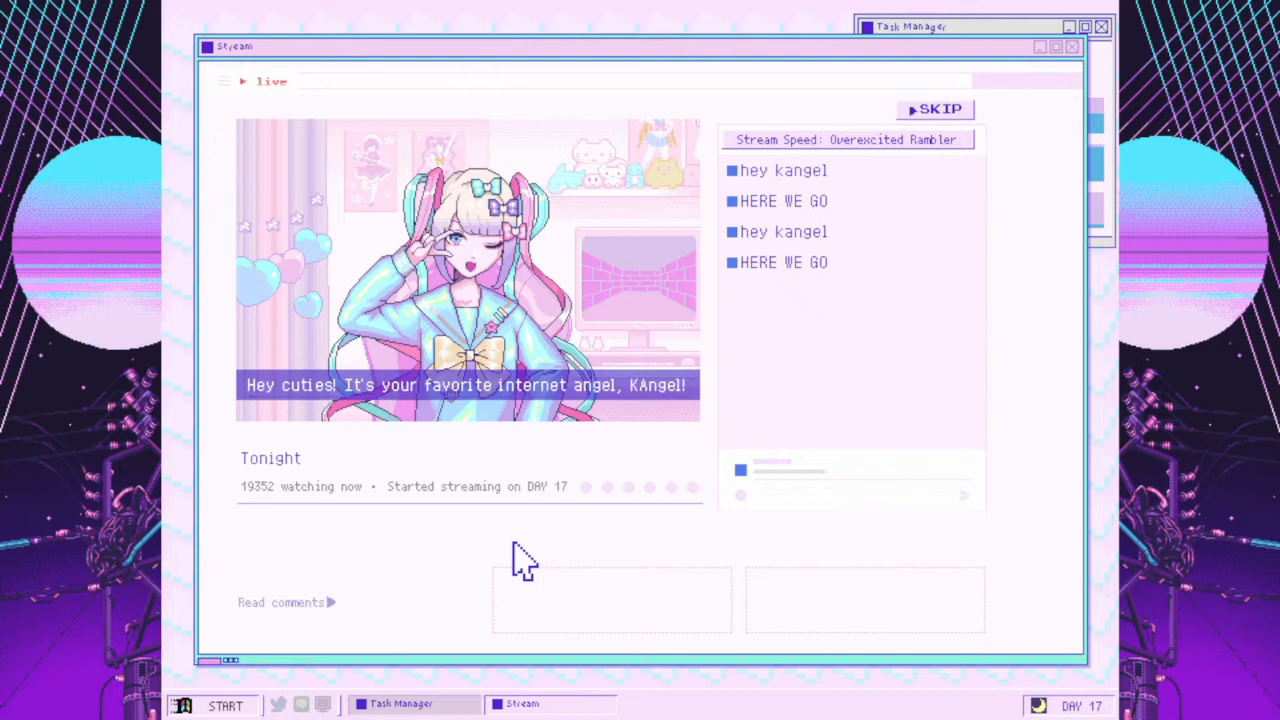 Task Manager
Stream
live
SKIP
Stream Speed: Overexcited Rambler
hey kangel
HERE WE GO
hey kangel
HERE WE GO
Hey cuties! It's your favorite internet angel, KAngel!
Tonight
19352 watching now • Started streaming on DAY 17
Read comments
START
Task Manager
Stream
DAY 17